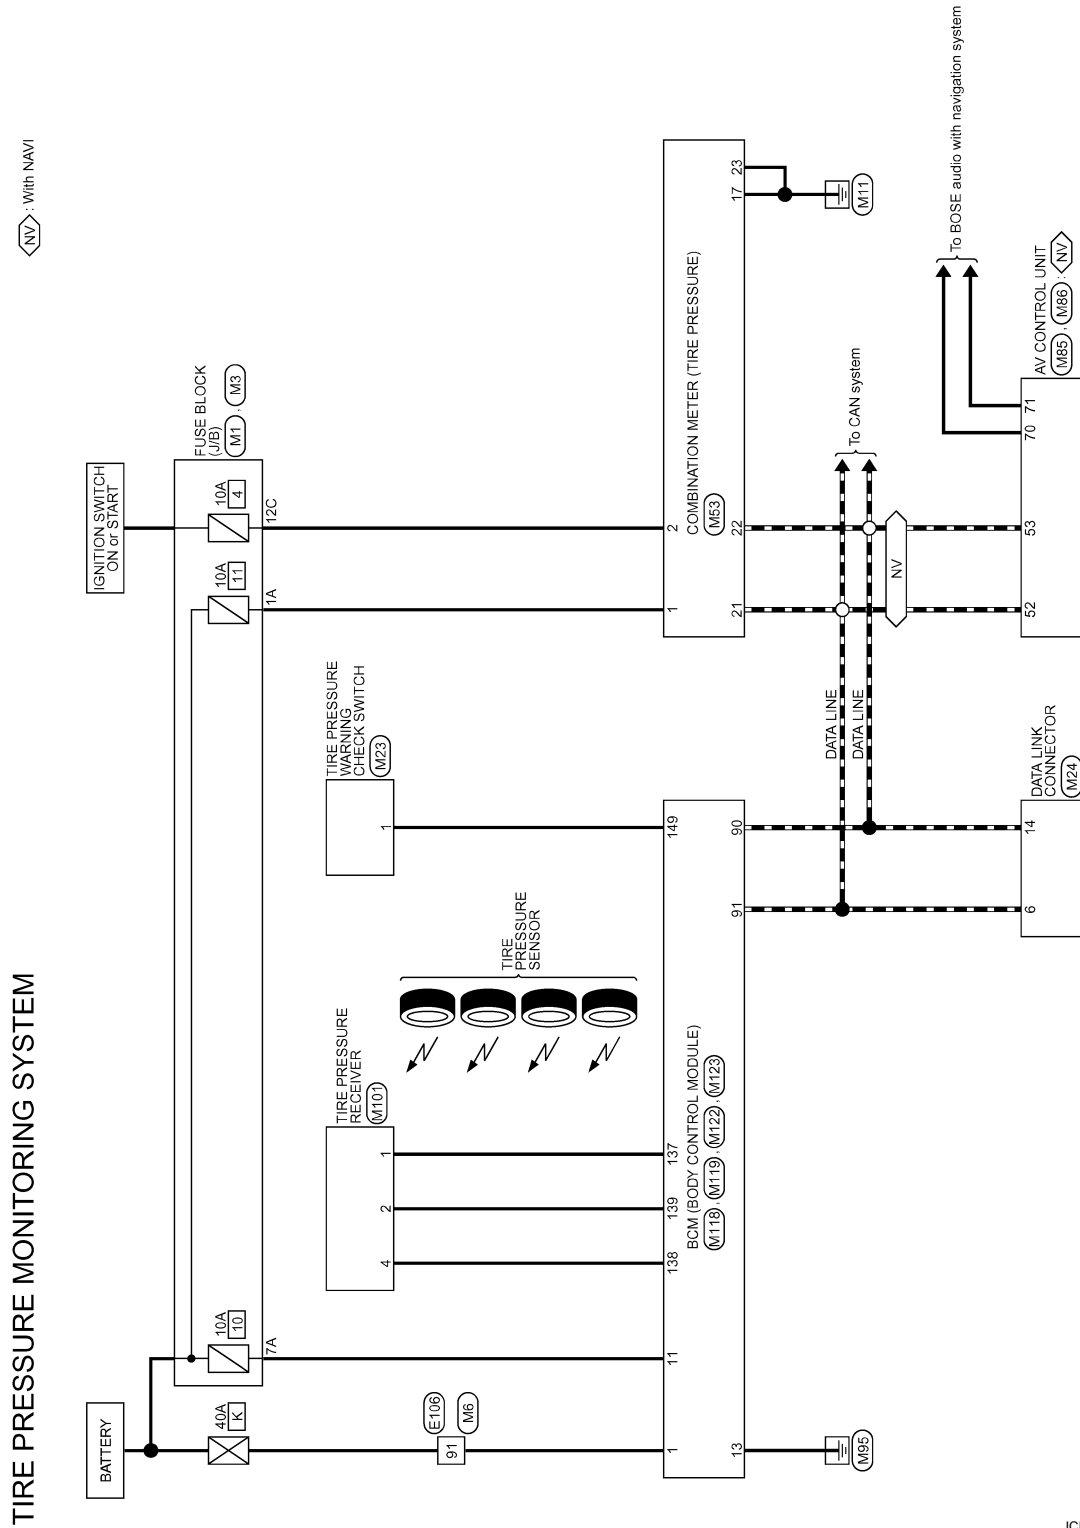 TIRE PRESSURE MONITORING SYSTEM
NV : With NAVI
BATTERY
IGNITION SWITCH
ON or START
40A
K
10A
10
10A
11
10A
4
FUSE BLOCK
(J/B)
M1 , M3
7A
1A
12C
TIRE PRESSURE
RECEIVER
M101
4
2
1
TIRE PRESSURE
WARNING
CHECK SWITCH
M23
1
91
E106
M6
TIRE
PRESSURE
SENSOR
1
11
138
139
137
149
BCM (BODY CONTROL MODULE)
M118 , M119 , M122 , M123
13
91
90
1
2
COMBINATION METER (TIRE PRESSURE)
M53
21
22
17
23
M95
M11
DATA LINE
DATA LINE
To CAN system
NV
To BOSE audio with navigation system
6
14
DATA LINK
CONNECTOR
M24
52
53
70
71
AV CONTROL UNIT
M85 , M86 : NV